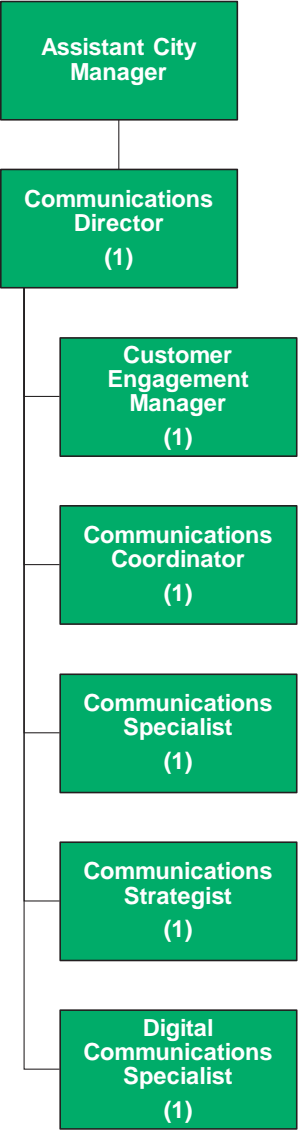 Assistant City
Manager
Communications
Director
(1)
Customer
Engagement
Manager
(1)
Communications
Coordinator
(1)
Communications
Specialist
(1)
Communications
Strategist
(1)
Digital
Communications
Specialist
(1)